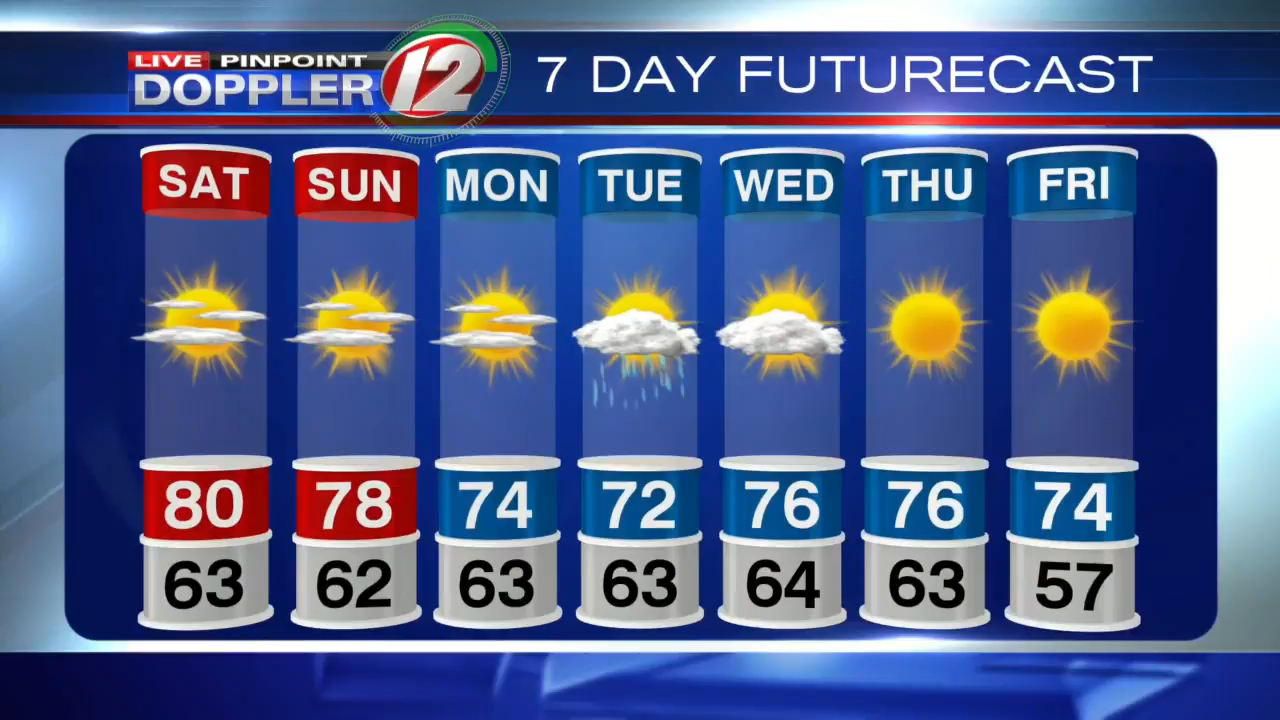 LIVE PINPOINT
DOPPLER 12
7 DAY FUTURECAST
SAT SUN MON TUE WED THU FRI
80 78 74 72 76 76 74
63 62 63 63 64 63 57